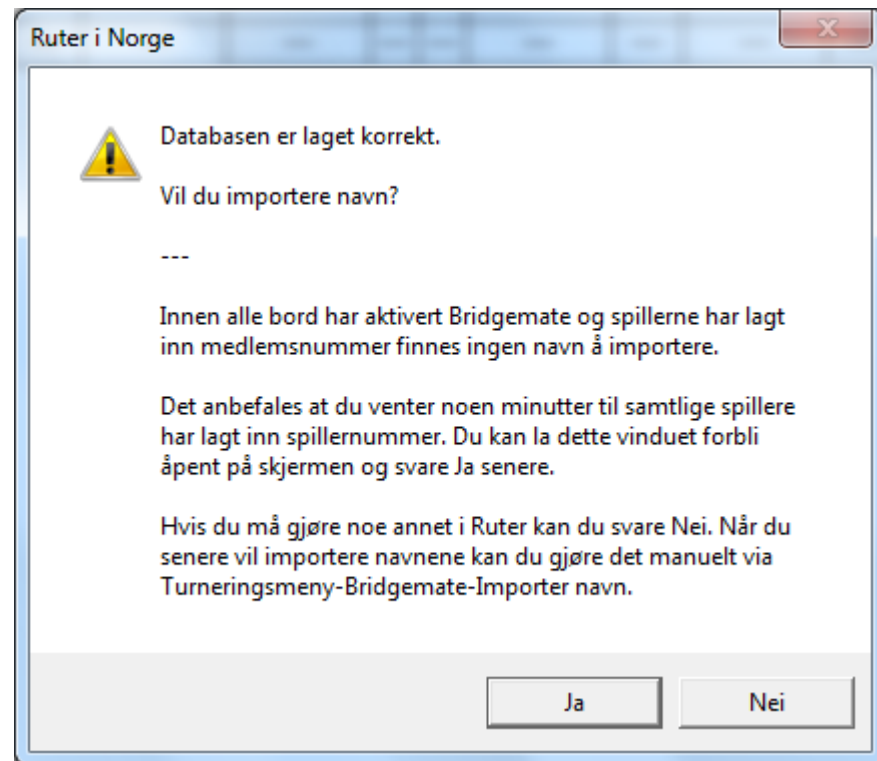 Ruter i Norge
Databasen er laget korrekt.
Vil du importere navn?
---
Innen alle bord har aktivert Bridgemate og spillerne har lagt
inn medlemsnummer finnes ingen navn å importere.
Det anbefales at du venter noen minutter til samtlige spillere
har lagt inn spillernummer. Du kan la dette vinduet forbli
åpent på skjermen og svare Ja senere.
Hvis du må gjøre noe annet i Ruter kan du svare Nei. Når du
senere vil importere navnene kan du gjøre det manuelt via
Turneringsmeny-Bridgemate-Importer navn.
Ja
Nei